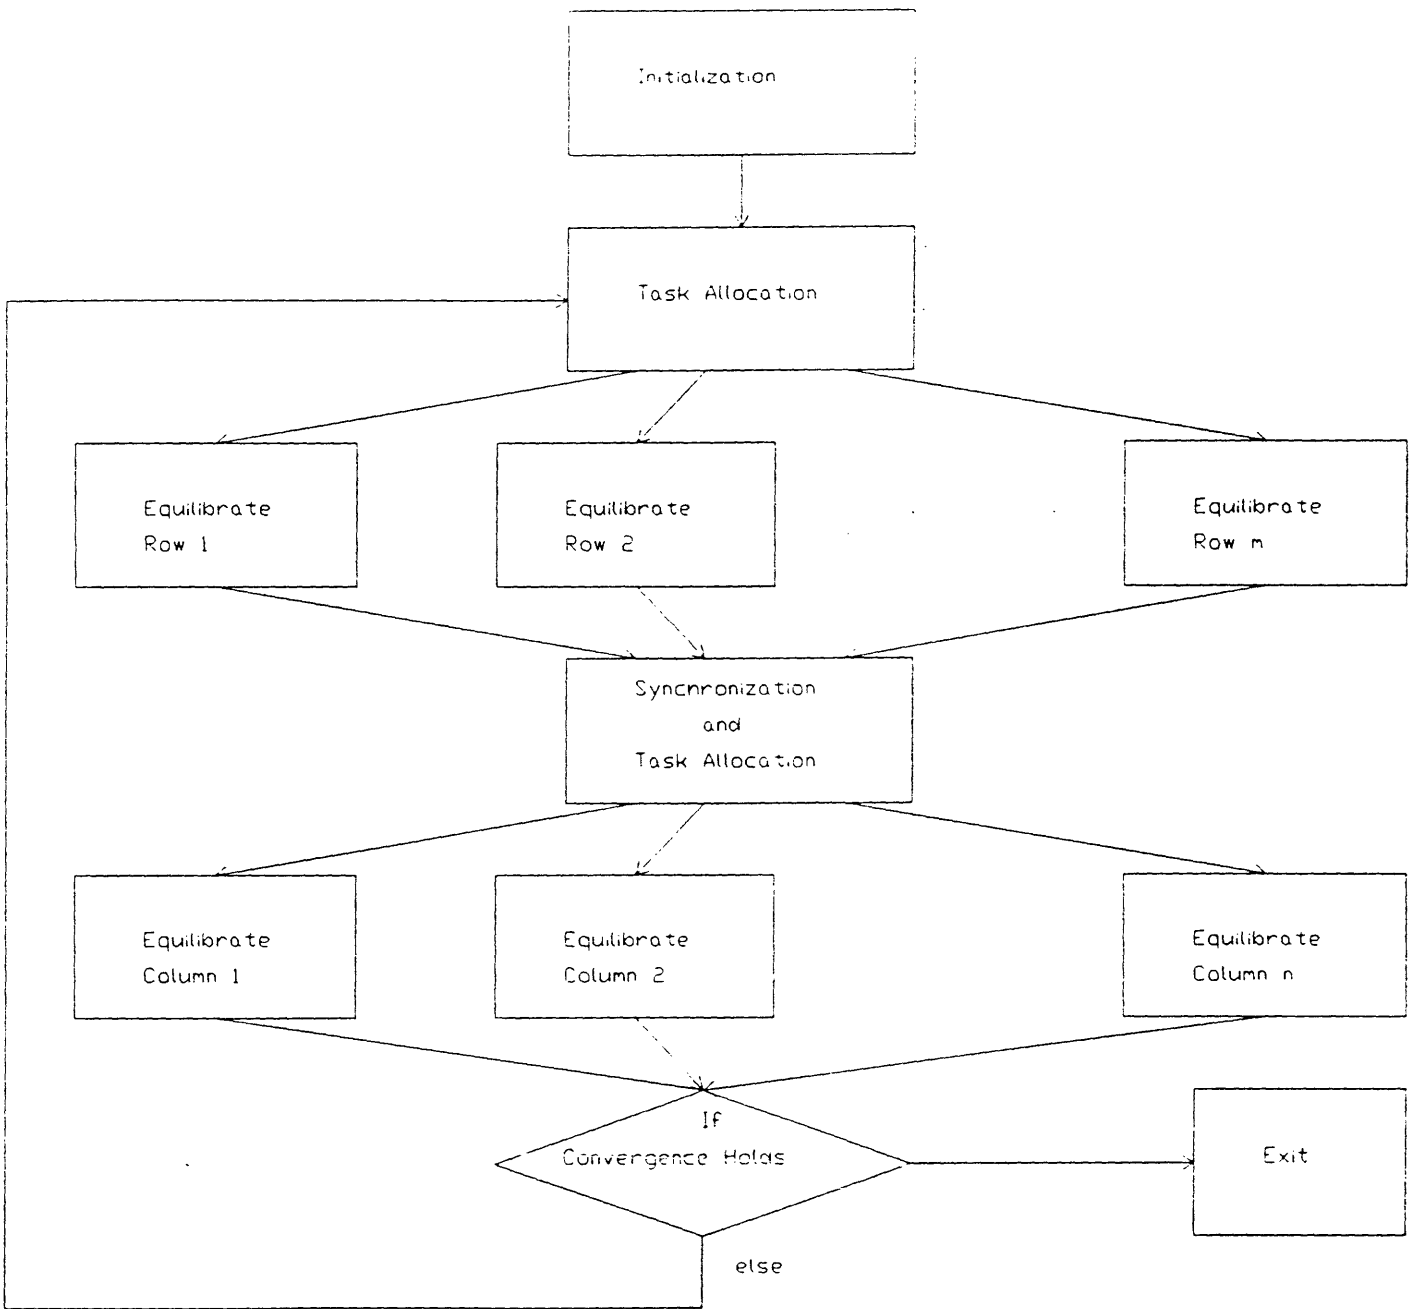 Initialization
Task Allocation
Equilibrate
Row 1
Equilibrate
Row 2
Equilibrate
Row m
Synchronization
and
Task Allocation
Equilibrate
Column 1
Equilibrate
Column 2
Equilibrate
Column n
If
Convergence Holds
Exit
else